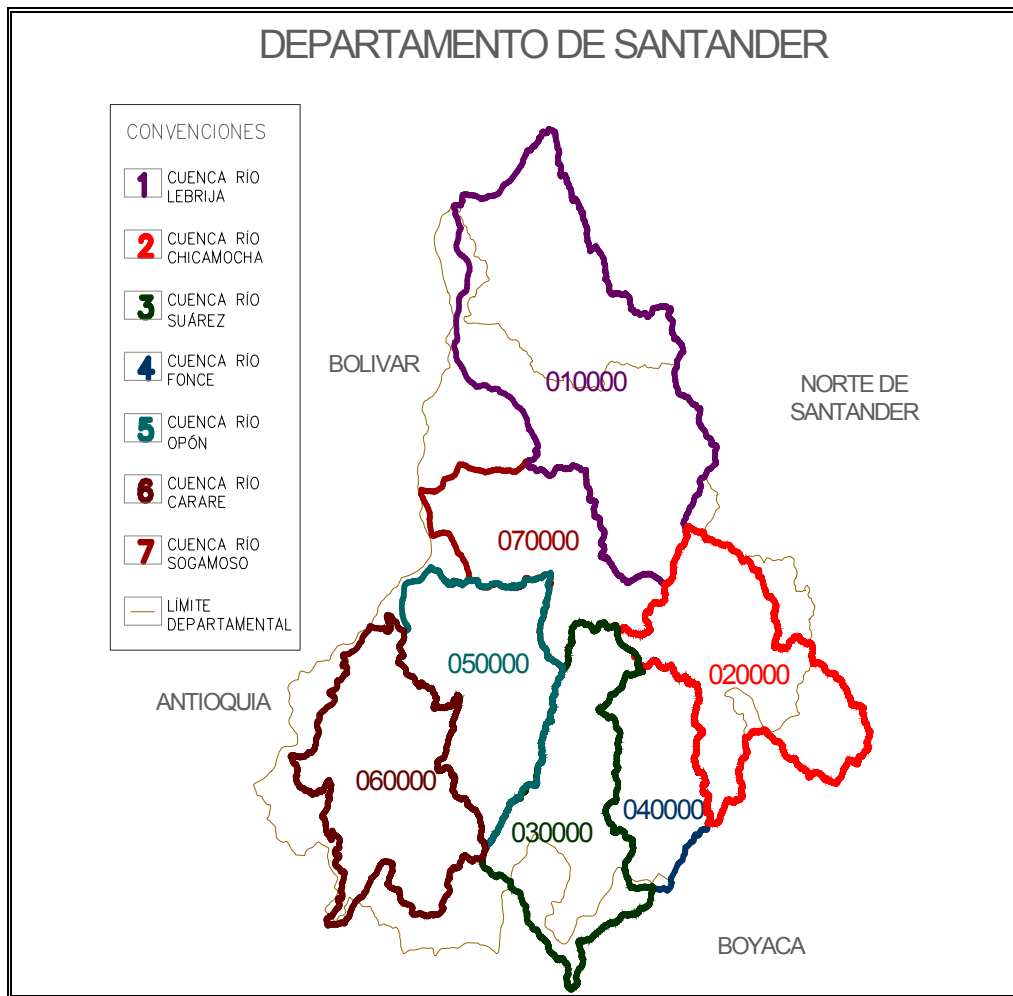 DEPARTAMENTO DE SANTANDER
CONVENCIONES
1 CUENCA RÍO
LEBRIJA
2 CUENCA RÍO
CHICAMOCHA
3 CUENCA RÍO
SUÁREZ
4 CUENCA RÍO
FONCE
5 CUENCA RÍO
OPÓN
6 CUENCA RÍO
CARARE
7 CUENCA RÍO
SOGAMOSO
LÍMITE
DEPARTAMENTAL
BOLIVAR
010000
NORTE DE
SANTANDER
070000
050000
020000
ANTIOQUIA
060000
040000
030000
BOYACA